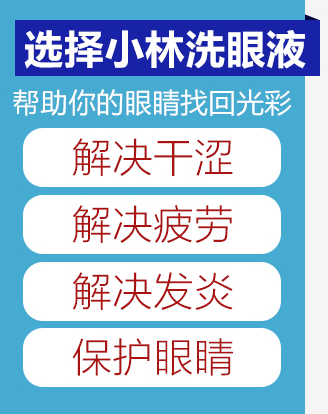 选择小林洗眼液
帮助你的眼睛找回光彩
解决干涩
解决疲劳
解决发炎
保护眼睛